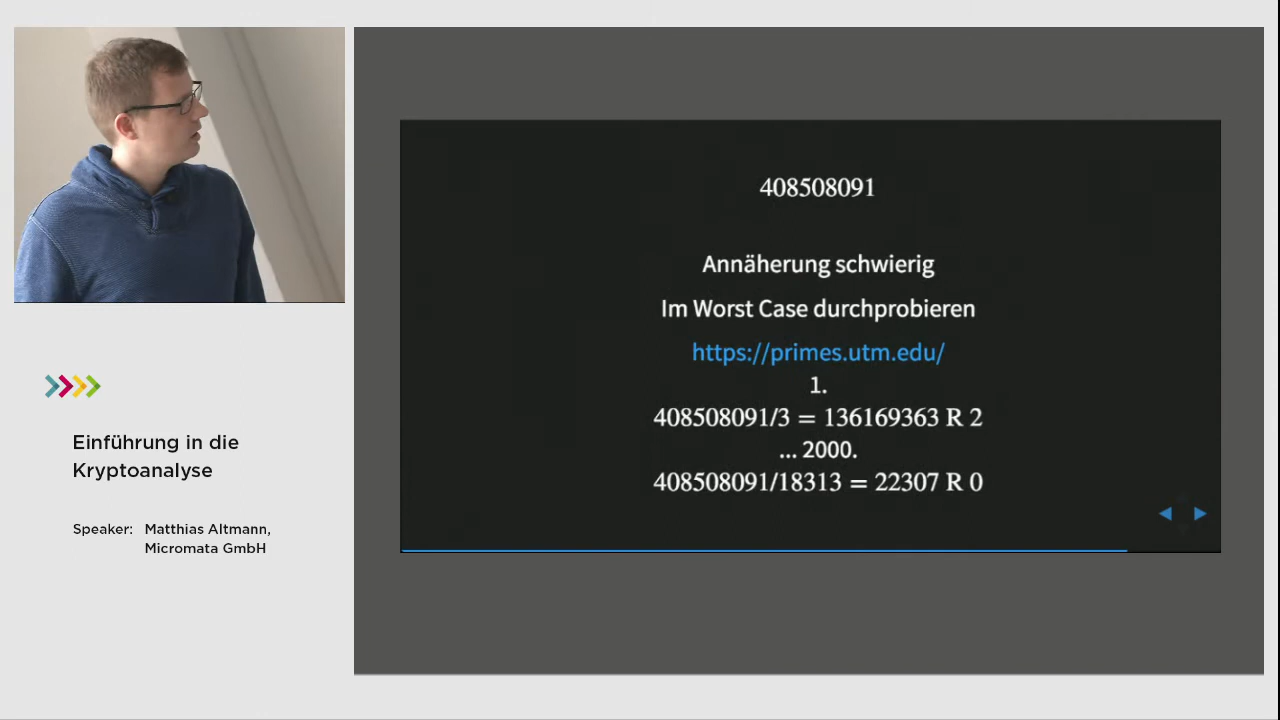 408508091
Annäherung schwierig
Im Worst Case durchprobieren
https://primes.utm.edu/
1.
408508091/3 = 136169363 R 2
... 2000.
408508091/18313 = 22307 R 0
Einführung in die
Kryptoanalyse
Speaker: Matthias Altmann,
Micromata GmbH